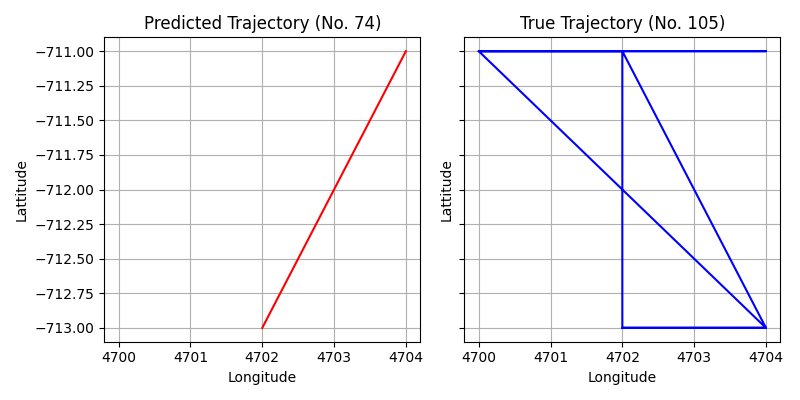 Predicted Trajectory (No. 74)
True Trajectory (No. 105)
−711.00
−711.25
−711.50
−711.75
−712.00
−712.25
−712.50
−712.75
−713.00
Lattitude
Lattitude
4700 4701 4702 4703 4704
4700 4701 4702 4703 4704
Longitude
Longitude